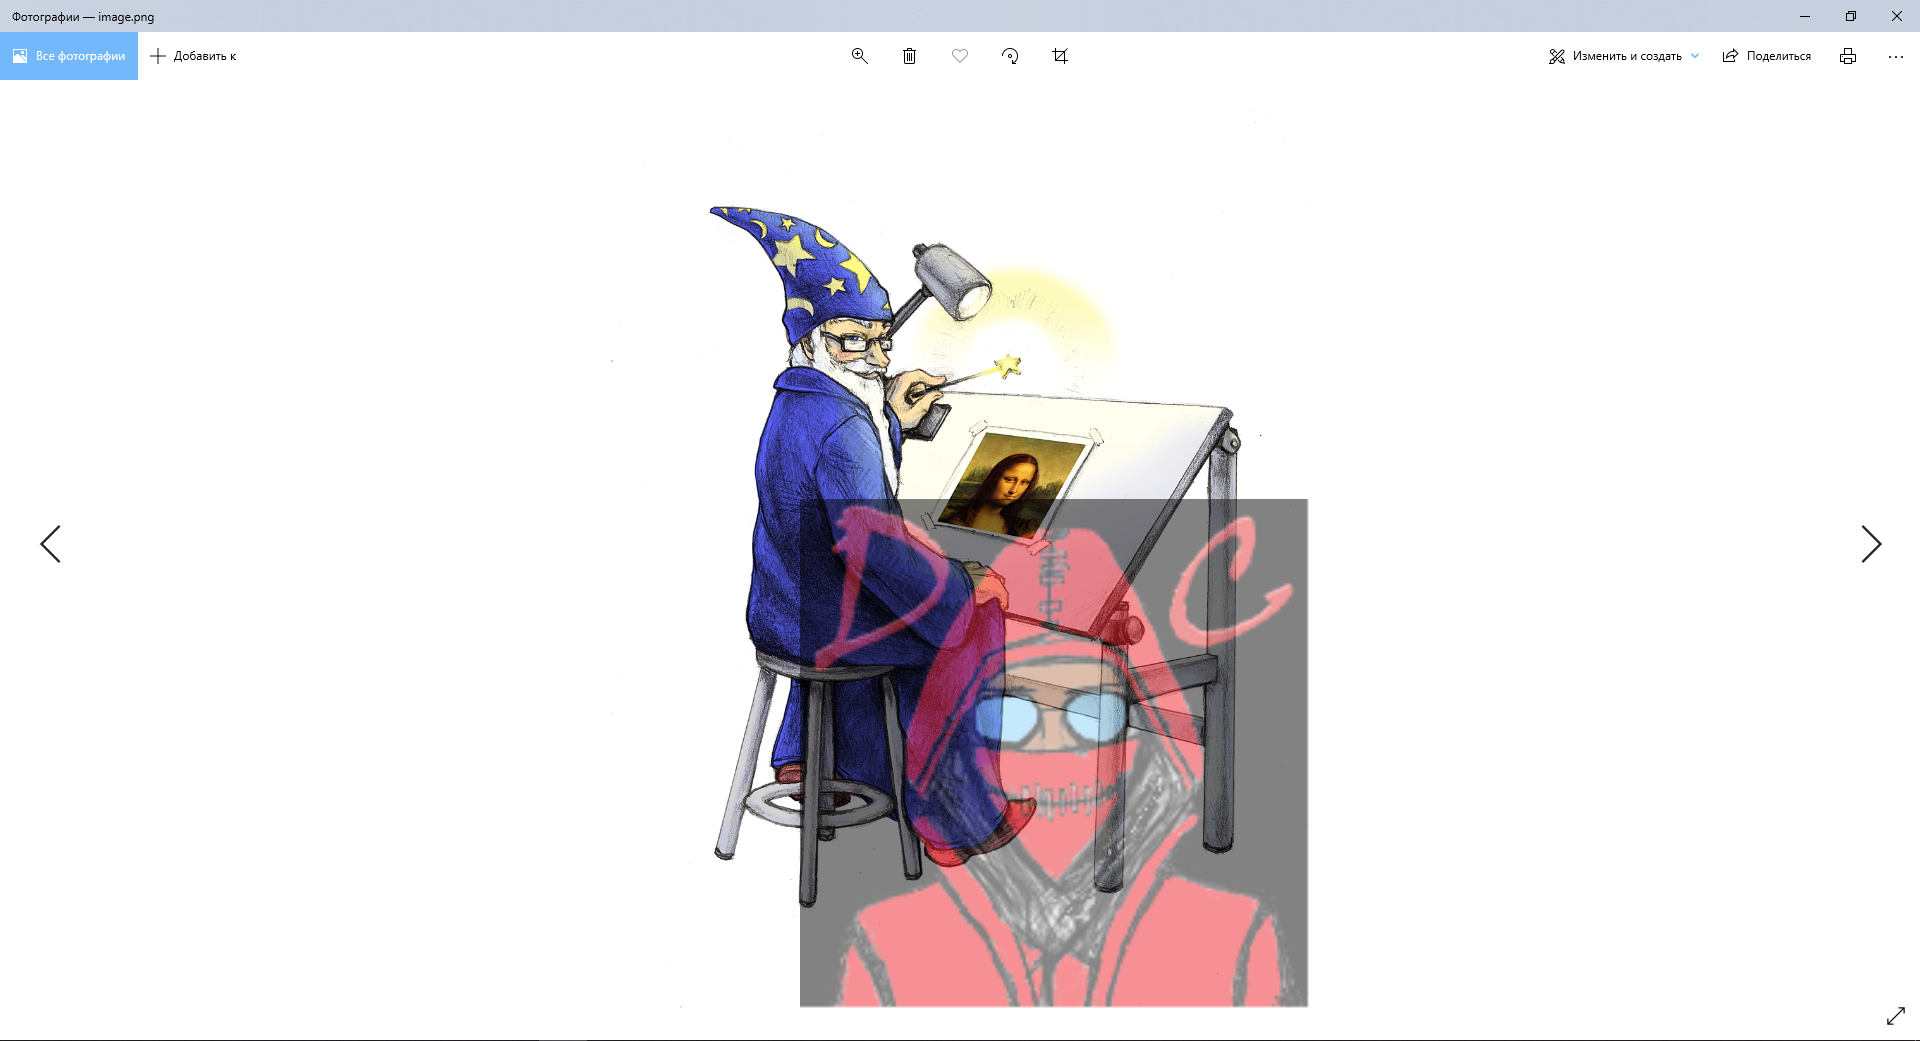 Фотографии — image.png
Все фотографии
Добавить к
Изменить и создать
Поделиться
D C